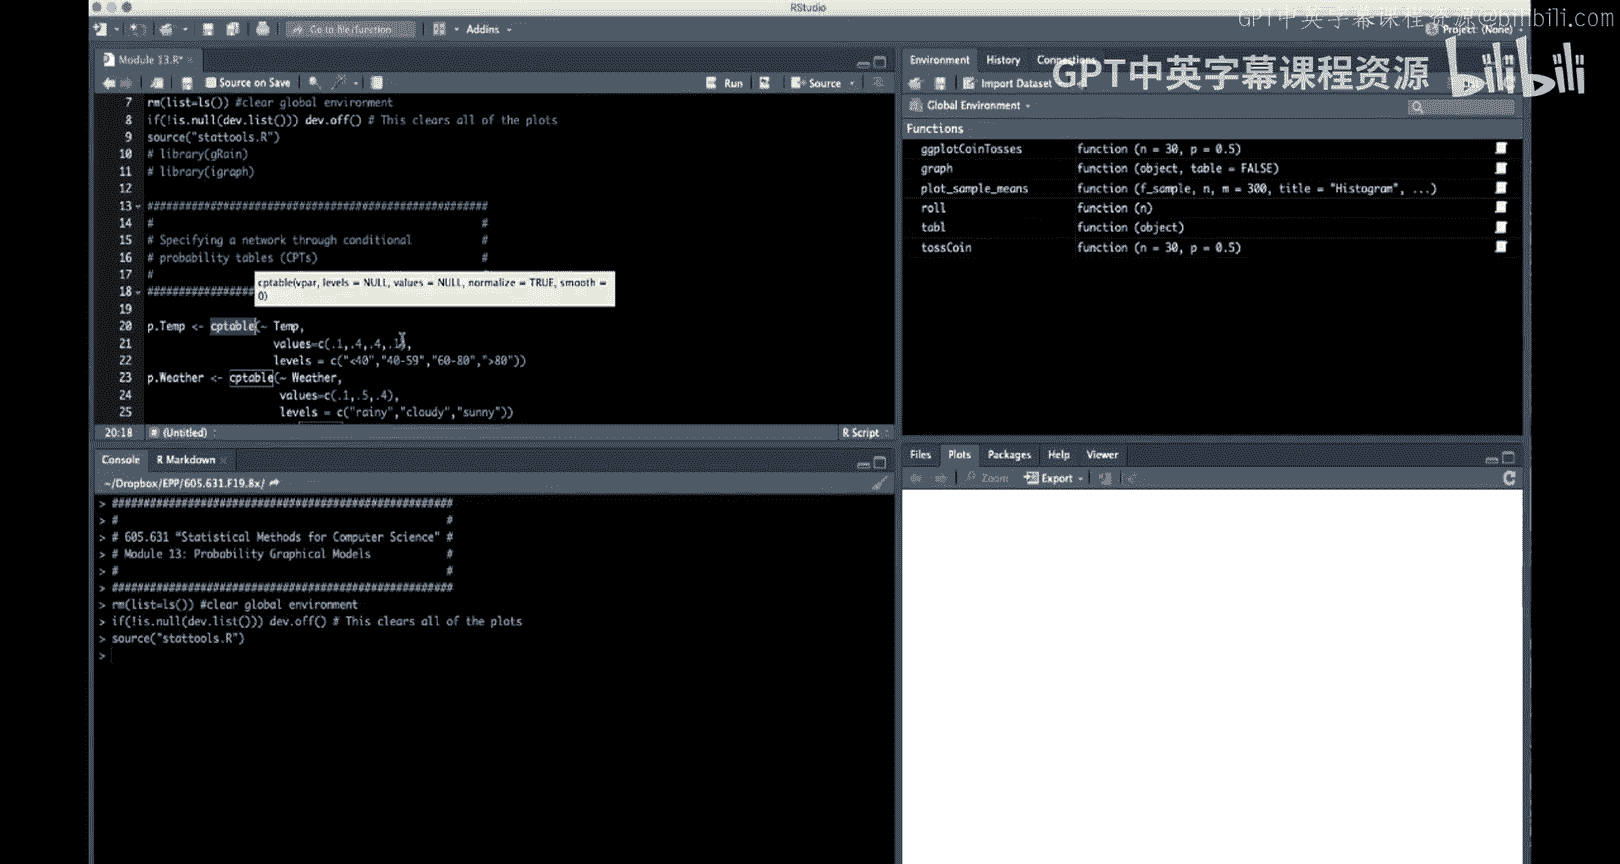 RStudio
GPT中英字幕课程资源@bilibili.com
Go to file/function
Addins
Project: (None)
Module 13.R*
Source on Save
Run
Source
7 rm(list=ls()) #clear global environment
8 if(!is.null(dev.list())) dev.off() # This clears all of the plots
9 source("stattools.R")
10 # library(gRain)
11 # library(igraph)
12
13 ######################################################
14 # #
15 # Specifying a network through conditional #
16 # probability tables (CPTs) #
17 #
18 #################
cptable(vpar, levels = NULL, values = NULL, normalize = TRUE, smooth =
0)
19
20 p.Temp <- cptable(~ Temp,
21 values=c(.1,.4,.4,.1),
22 levels = c("<40","40-59","60-80",">80"))
23 p.Weather <- cptable(~ Weather,
24 values=c(.1,.5,.4),
25 levels = c("rainy","cloudy","sunny"))
20:18 # (Untitled) R Script
Environment History Connections
GPT中英字幕课程资源 bilibili
Import Dataset
Global Environment
Functions
ggplotCoinTosses function (n = 30, p = 0.5)
graph function (object, table = FALSE)
plot_sample_means function (f_sample, n, m = 300, title = "Histogram", ...)
roll function (n)
tabl function (object)
tossCoin function (n = 30, p = 0.5)
Console R Markdown
~/Dropbox/EPP/605.631.F19.8x/
> ######################################################
> # #
> # 605.631 "Statistical Methods for Computer Science" #
> # Module 13: Probability Graphical Models #
> # #
> ######################################################
> rm(list=ls()) #clear global environment
> if(!is.null(dev.list())) dev.off() # This clears all of the plots
> source("stattools.R")
>
Files Plots Packages Help Viewer
Zoom Export